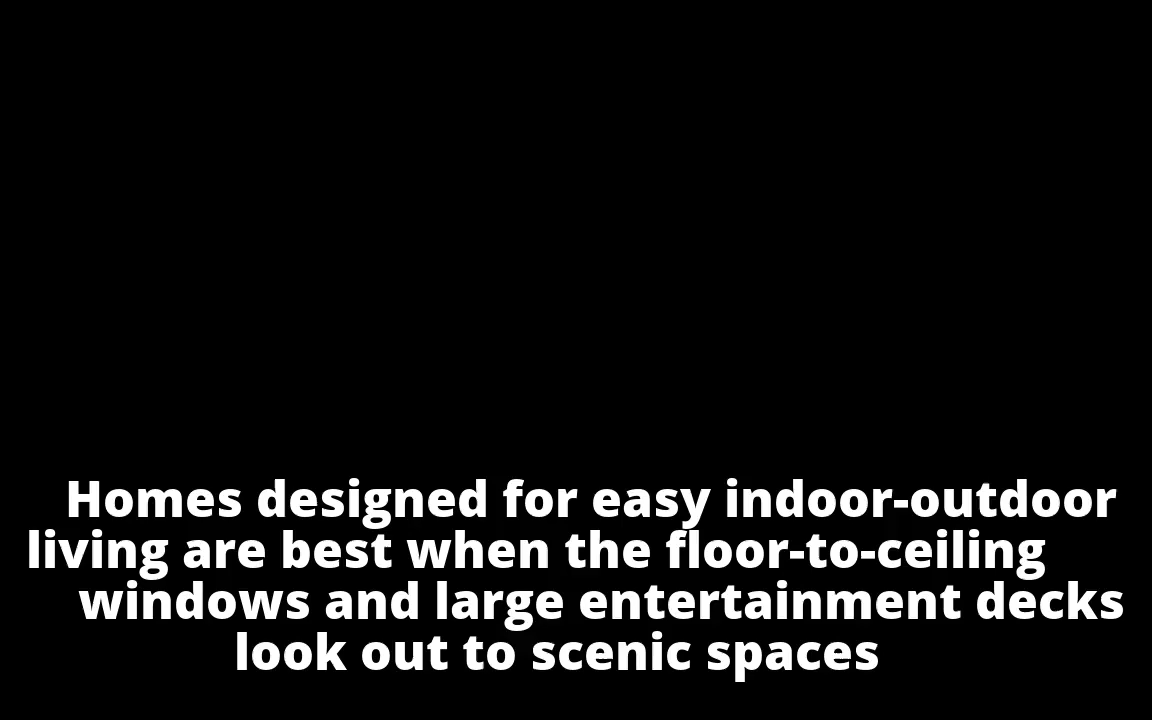 Homes designed for easy indoor-outdoor
living are best when the floor-to-ceiling
windows and large entertainment decks
look out to scenic spaces